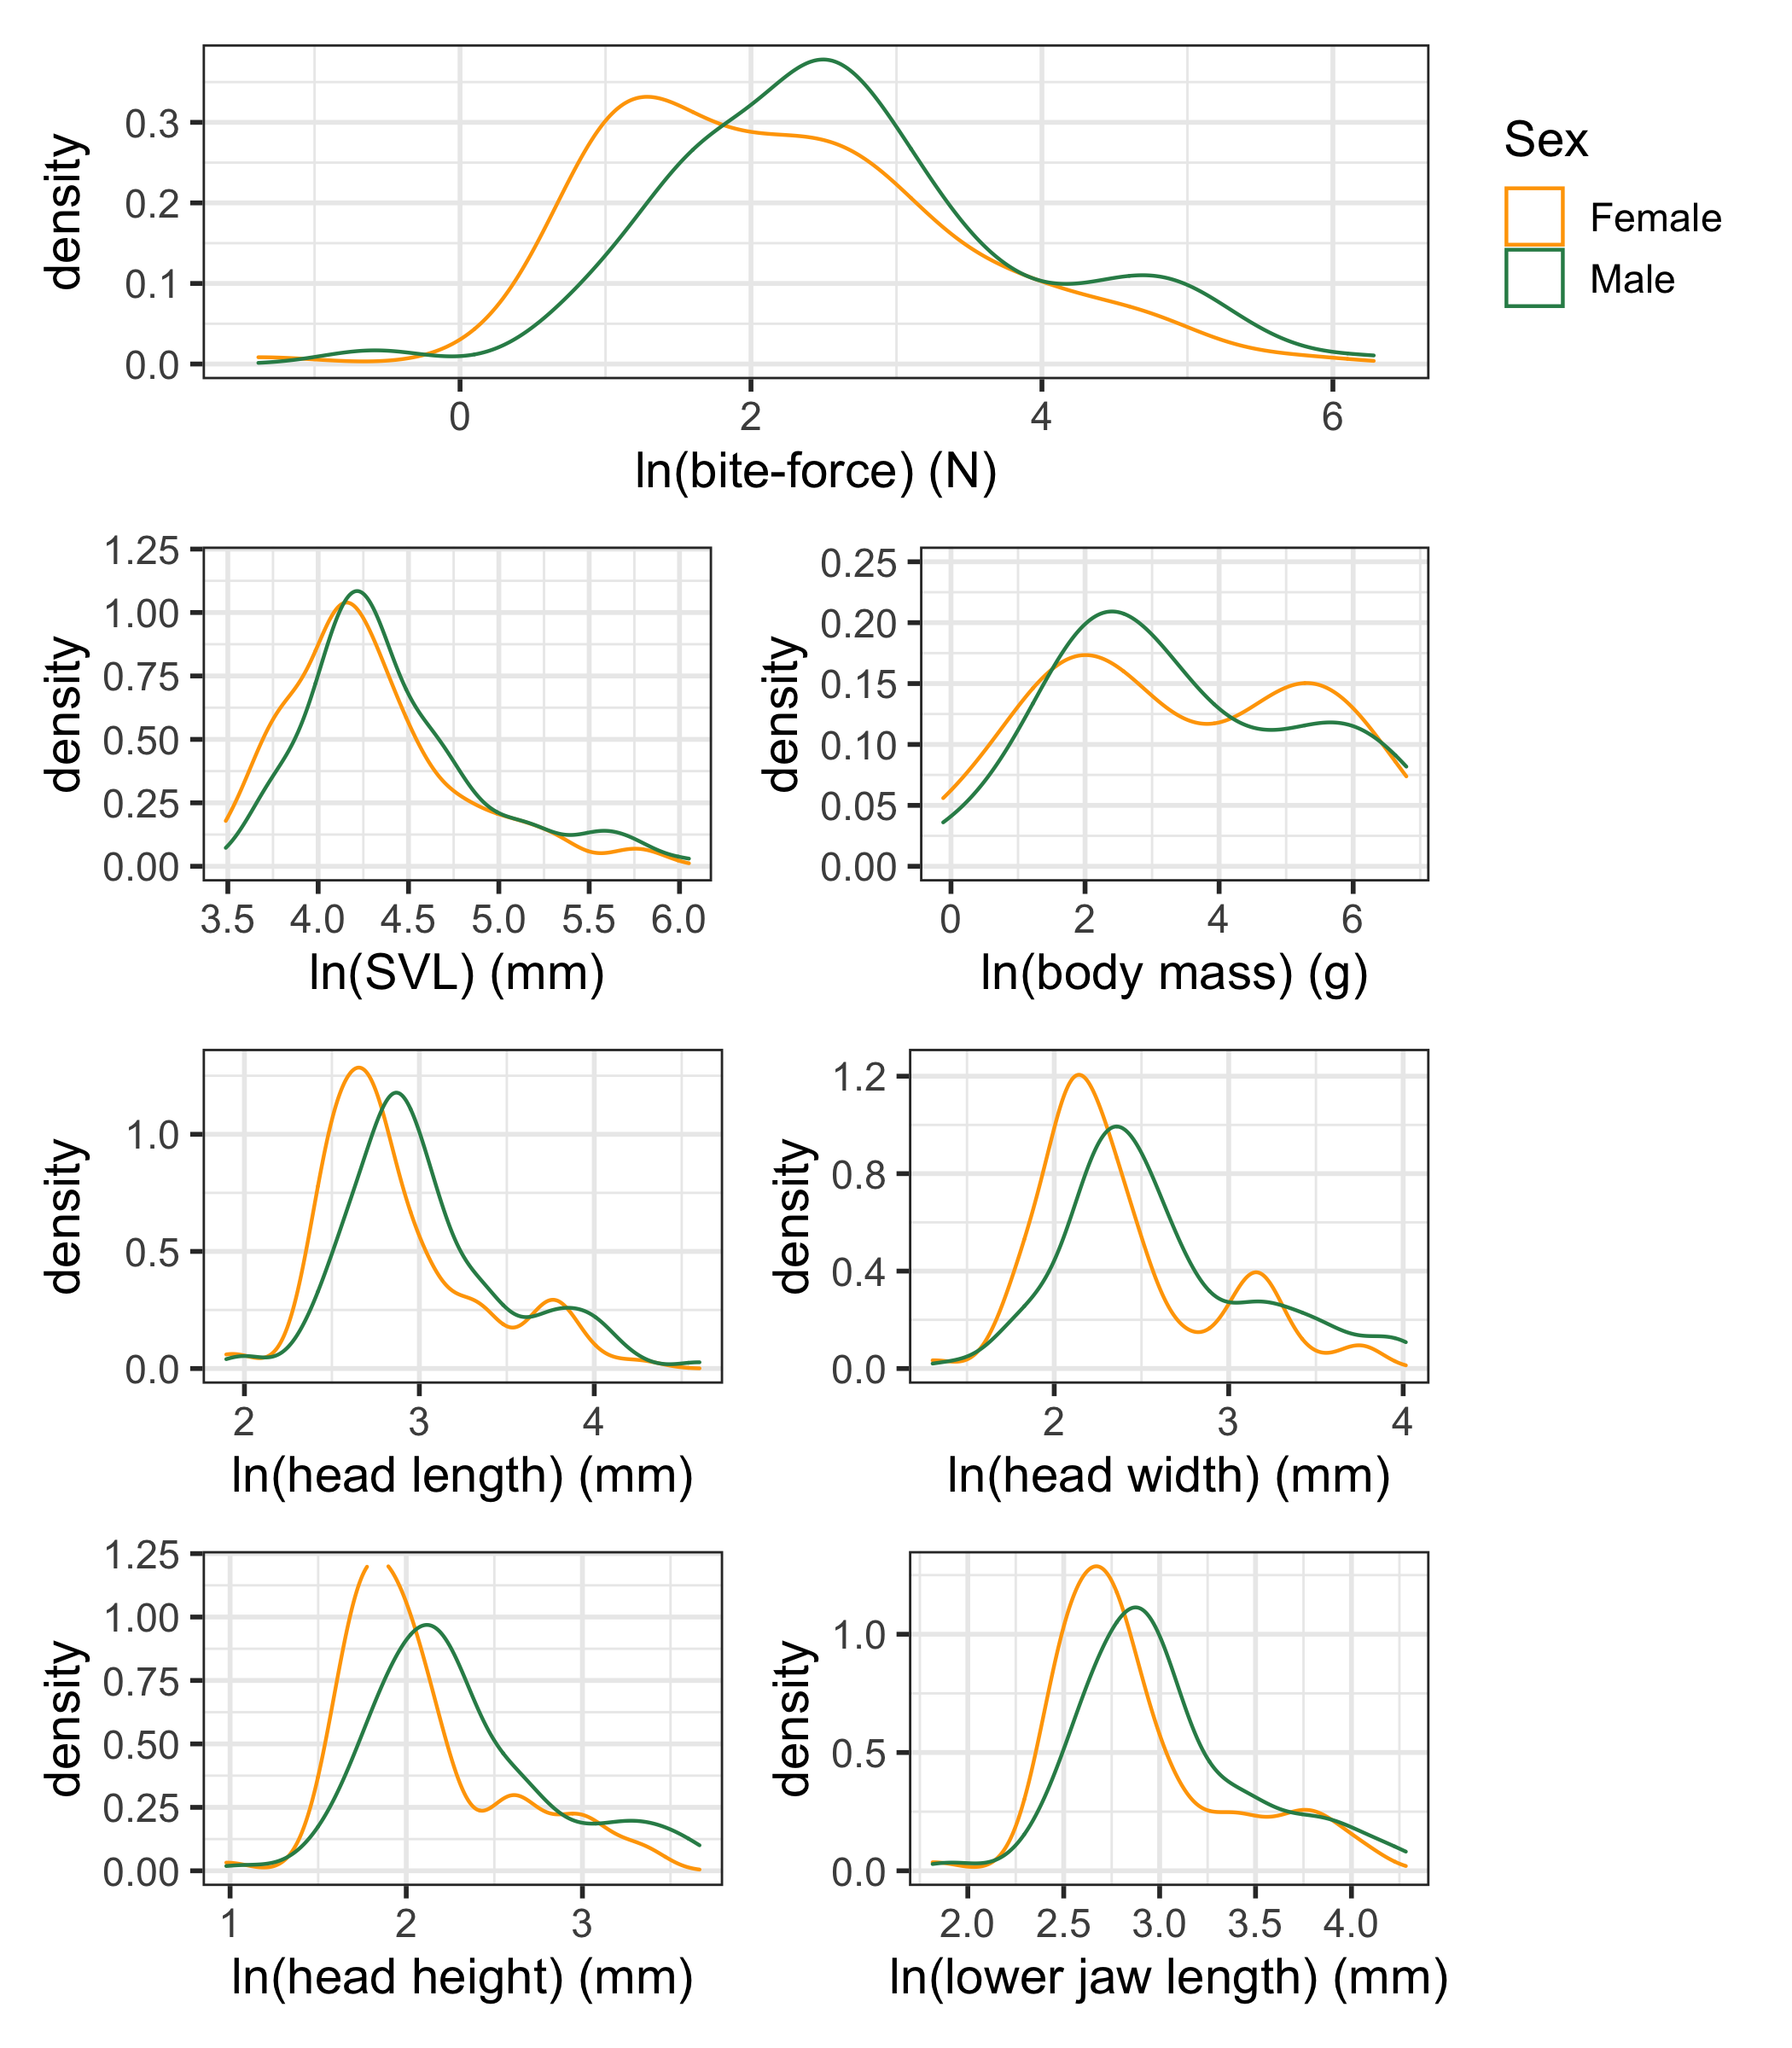 density
0.3
0.2
0.1
0.0
0 2 4 6
ln(bite-force) (N)
Sex
Female
Male
density
1.25
1.00
0.75
0.50
0.25
0.00
3.5 4.0 4.5 5.0 5.5 6.0
ln(SVL) (mm)
density
0.25
0.20
0.15
0.10
0.05
0.00
0 2 4 6
ln(body mass) (g)
density
1.0
0.5
0.0
2 3 4
ln(head length) (mm)
density
1.2
0.8
0.4
0.0
2 3 4
ln(head width) (mm)
density
1.25
1.00
0.75
0.50
0.25
0.00
1 2 3
ln(head height) (mm)
density
1.0
0.5
0.0
2.0 2.5 3.0 3.5 4.0
ln(lower jaw length) (mm)